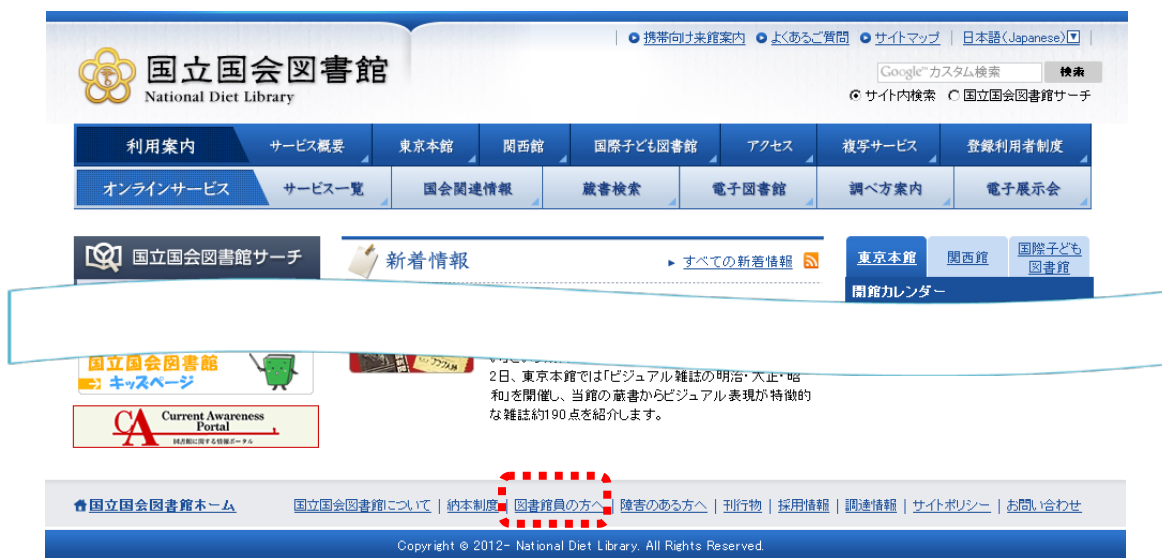 携帯向け来館案内 よくあるご質問 サイトマップ | 日本語(Japanese)
国立国会図書館
National Diet Library
Google™カスタム検索 検索
サイト内検索 国立国会図書館サーチ
利用案内 サービス概要 東京本館 関西館 国際子ども図書館 アクセス 複写サービス 登録利用者制度
オンラインサービス サービス一覧 国会関連情報 蔵書検索 電子図書館 調べ方案内 電子展示会
国立国会図書館サーチ 新着情報 すべての新着情報 東京本館 関西館 国際子ども
図書館
開館カレンダー
国立国会図書館
キッズページ
2日、東京本館では「ビジュアル雑誌の明治・大正・昭
和」を開催し、当館の蔵書からビジュアル表現が特徴的
な雑誌約190点を紹介します。
Current Awareness
Portal
CA
図書館に関する情報ポータル
国立国会図書館ホーム 国立国会図書館について | 納本制度 | 図書館員の方へ | 障害のある方へ | 刊行物 | 採用情報 | 調達情報 | サイトポリシー | お問い合わせ
Copyright © 2012- National Diet Library. All Rights Reserved.